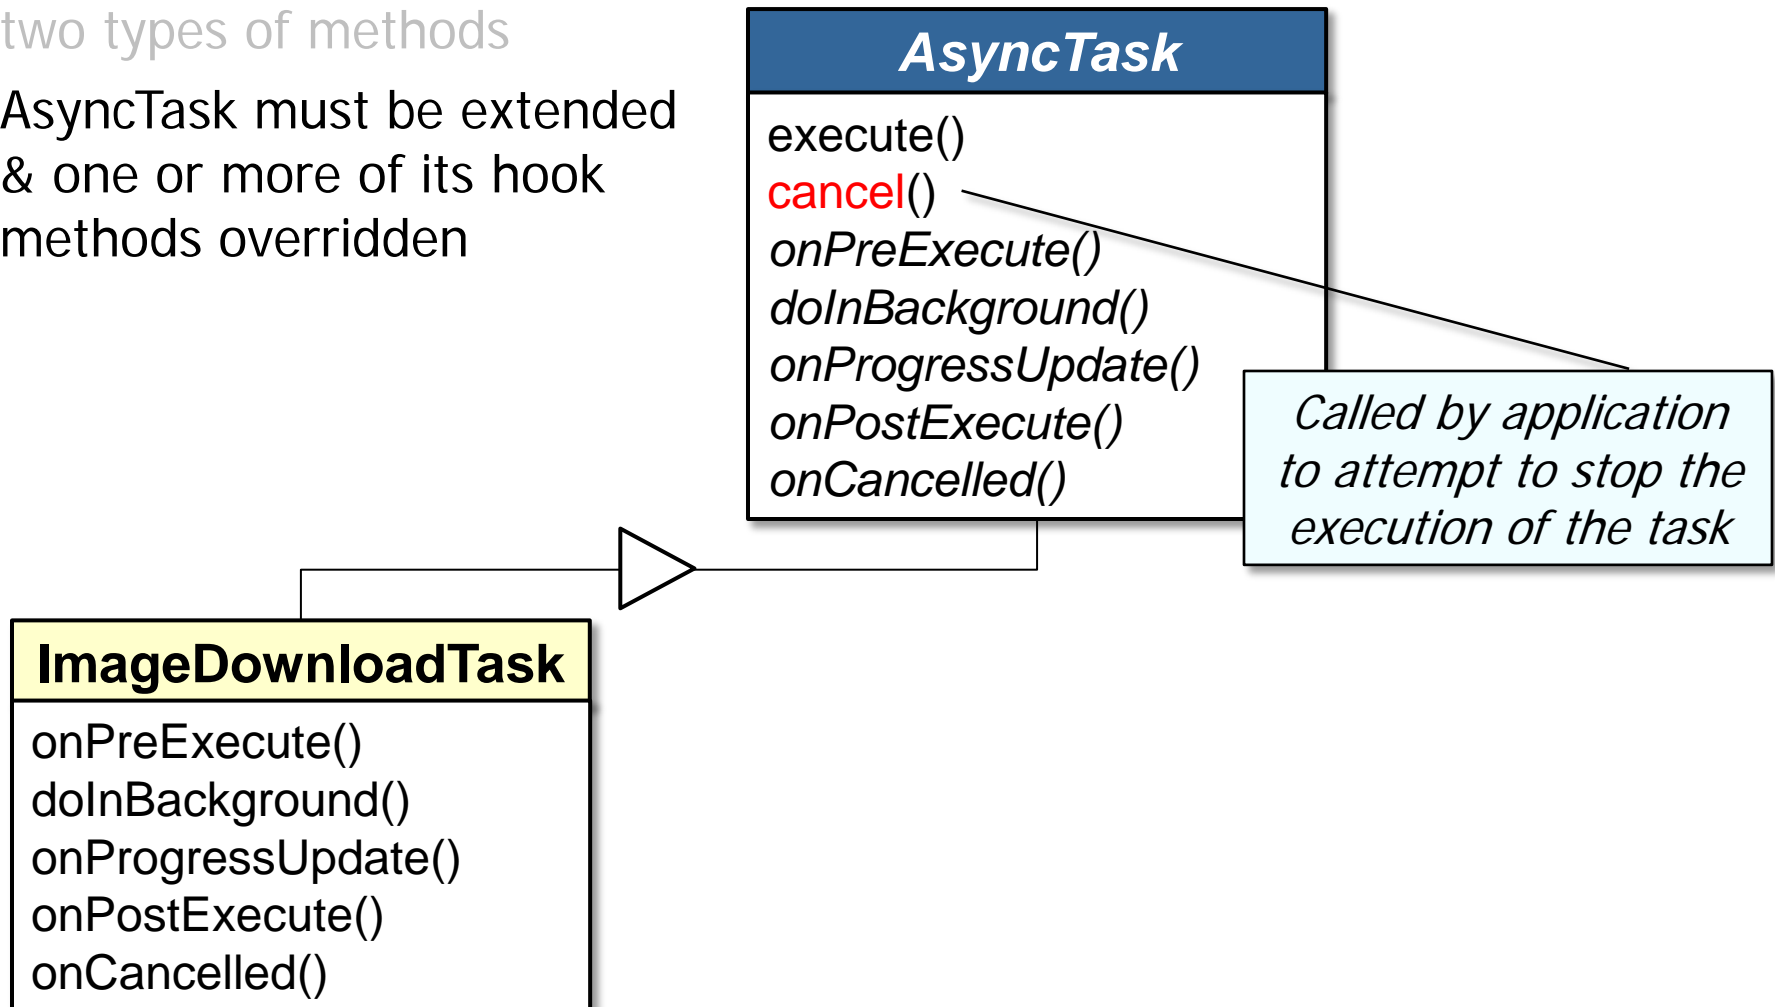 two types of methods
AsyncTask must be extended
& one or more of its hook
methods overridden
AsyncTask
execute()
cancel()
onPreExecute()
doInBackground()
onProgressUpdate()
onPostExecute()
onCancelled()
Called by application
to attempt to stop the
execution of the task
ImageDownloadTask
onPreExecute()
doInBackground()
onProgressUpdate()
onPostExecute()
onCancelled()